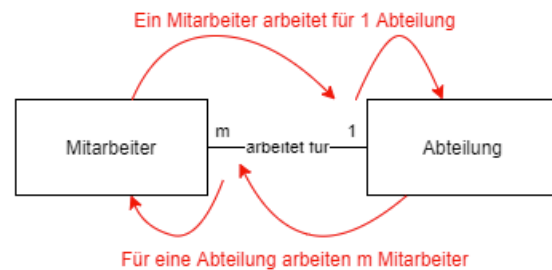 Ein Mitarbeiter arbeitet für 1 Abteilung
m
1
Mitarbeiter
arbeitet für
Abteilung
Für eine Abteilung arbeiten m Mitarbeiter